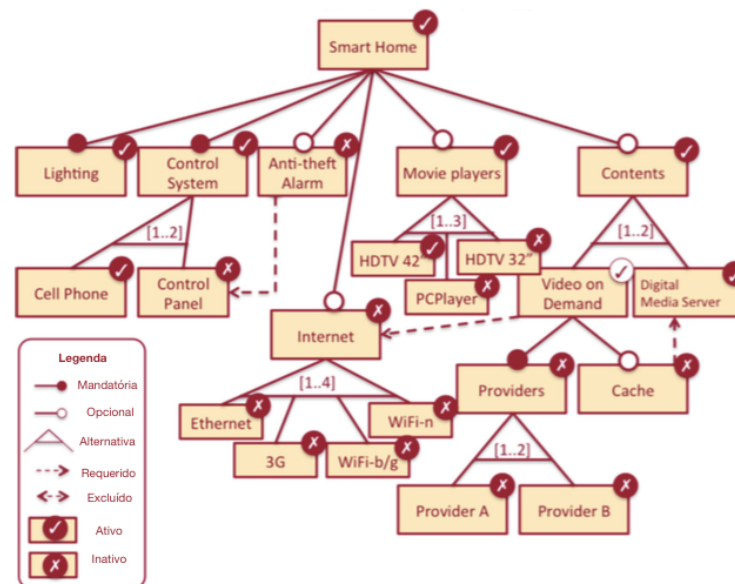 Smart Home
Lighting
Control
System
Anti-theft
Alarm
Movie players
Contents
[1..2]
[1..3]
[1..2]
HDTV 42"
HDTV 32"
Cell Phone
Control
Panel
PCPlayer
Video on
Demand
Digital
Media Server
Internet
[1..4]
Providers
Cache
Ethernet
WiFi-n
3G
WiFi-b/g
[1..2]
Provider A
Provider B
Legenda
Mandatória
Opcional
Alternativa
Requerido
Excluído
Ativo
Inativo